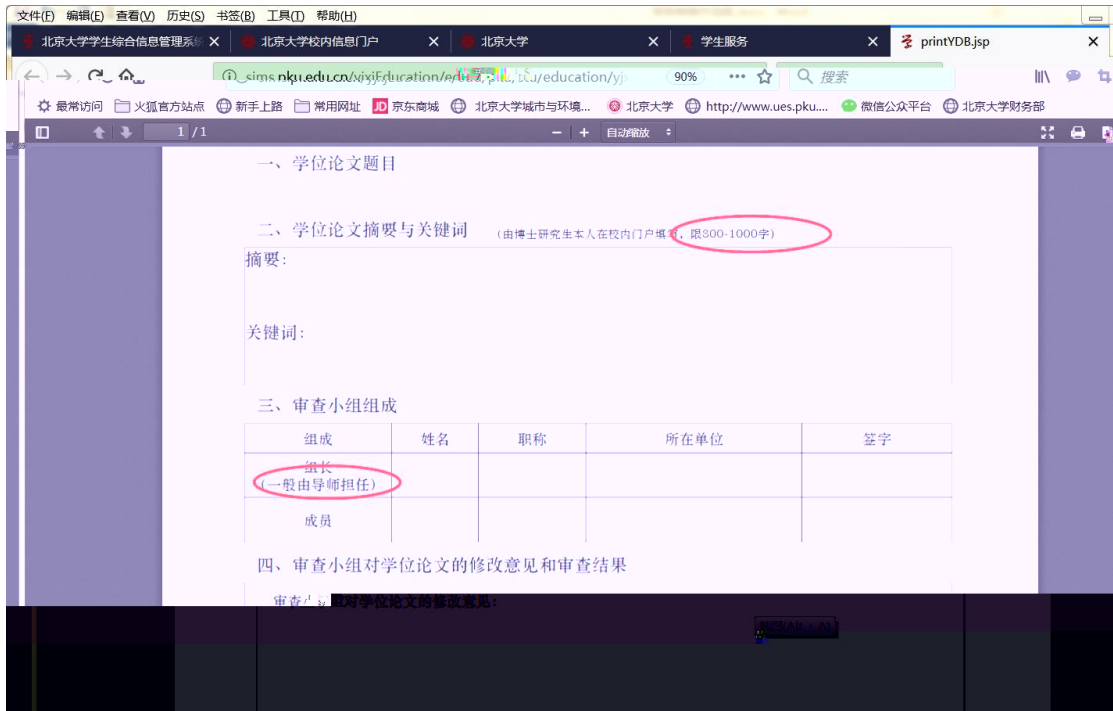 文件(F) 编辑(E) 查看(V) 历史(S) 书签(B) 工具(T) 帮助(H)
北京大学学生综合信息管理系统 × 北京大学校内信息门户 × 北京大学 × 学生服务 × printYDB.jsp ×
90% 搜索
最常访问 火狐官方站点 新手上路 常用网址 JD 京东商城 北京大学城市与环境... 北京大学 http://www.ues.pku.... 微信公众平台 北京大学财务部
1 / 1 − + 自动缩放
一、学位论文题目
二、学位论文摘要与关键词 (由博士研究生本人在校内门户填写，限800-1000字)
摘要：
关键词：
三、审查小组组成
组成 姓名 职称 所在单位 签字
组长
(一般由导师担任)
成员
四、审查小组对学位论文的修改意见和审查结果
审查小组对学位论文的修改意见：